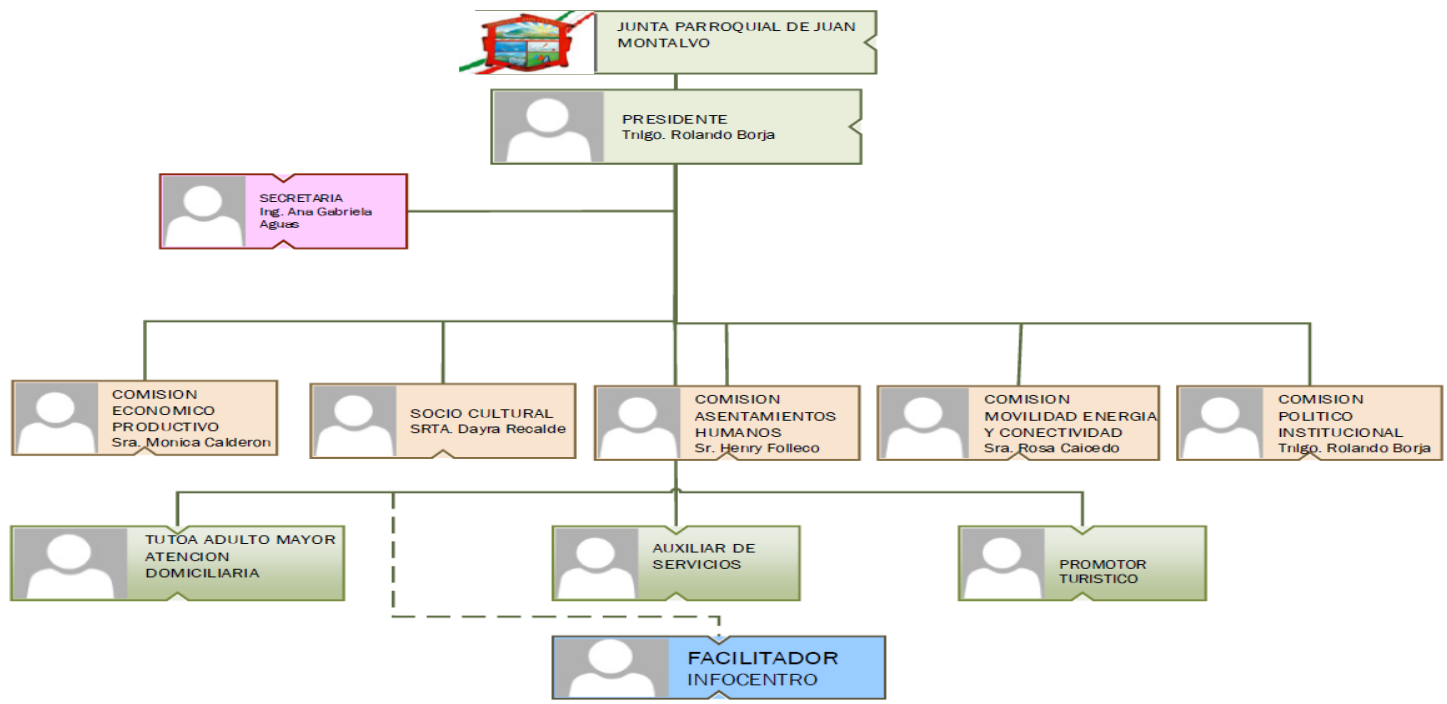 JUNTA PARROQUIAL DE JUAN
MONTALVO
PRESIDENTE
Tnlgo. Rolando Borja
SECRETARIA
Ing. Ana Gabriela
Aguas
COMISION
ECONOMICO
PRODUCTIVO
Sra. Monica Calderon
SOCIO CULTURAL
SRTA. Dayra Recalde
COMISION
ASENTAMIENTOS
HUMANOS
Sr. Henry Folleco
COMISION
MOVILIDAD ENERGIA
Y CONECTIVIDAD
Sra. Rosa Caicedo
COMISION
POLITICO
INSTITUCIONAL
Tnlgo. Rolando Borja
TUTOA ADULTO MAYOR
ATENCION
DOMICILIARIA
AUXILIAR DE
SERVICIOS
PROMOTOR
TURISTICO
FACILITADOR
INFOCENTRO